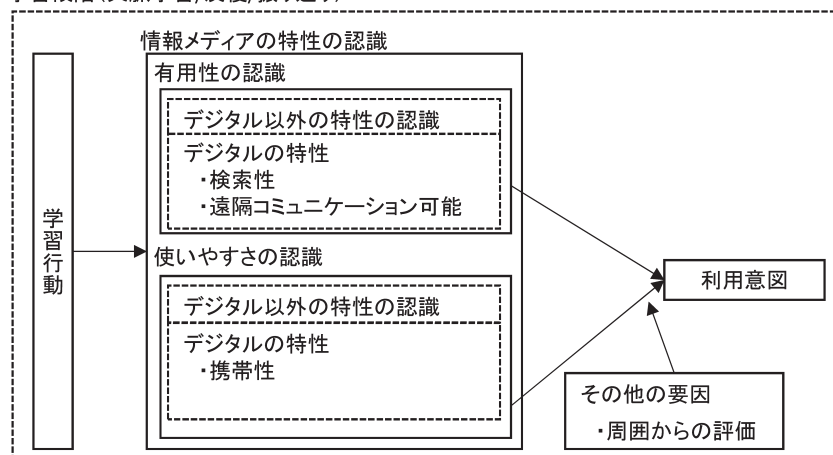 情報メディアの特性の認識
有用性の認識
デジタル以外の特性の認識
デジタルの特性
・検索性
・遠隔コミュニケーション可能
学習行動
使いやすさの認識
デジタル以外の特性の認識
デジタルの特性
・携帯性
利用意図
その他の要因
・周囲からの評価